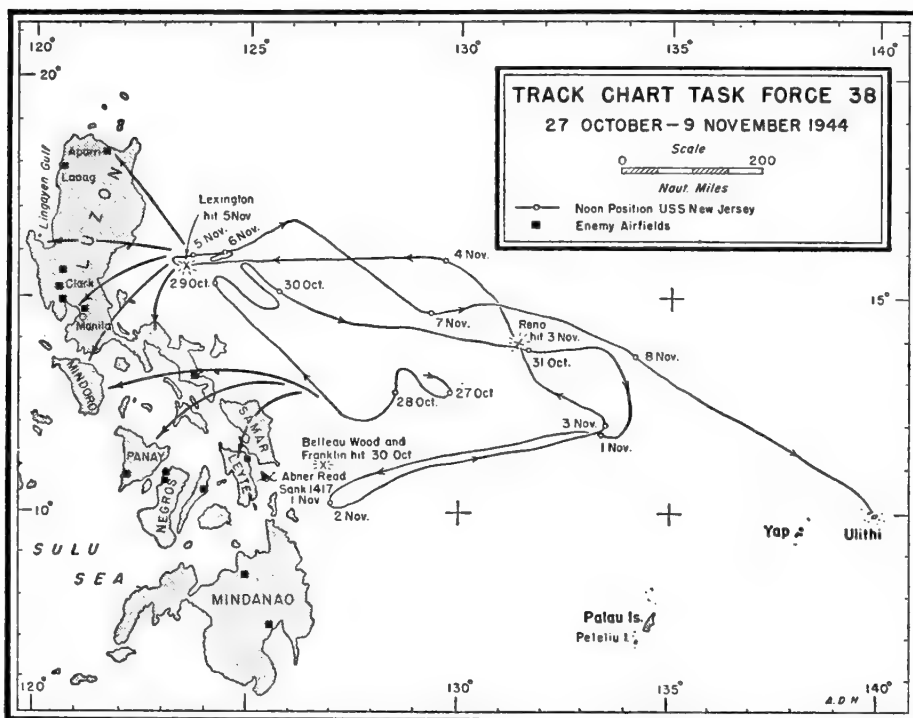 120°
125°
130°
135°
140°
20°
TRACK CHART TASK FORCE 38
27 OCTOBER – 9 NOVEMBER 1944
Scale
0 200
Naut. Miles
Noon Position USS New Jersey
Enemy Airfields
Aparri
Laoag
Lingayen Gulf
LUZON
Lexington
hit 5 Nov
5 Nov.
6 Nov.
4 Nov.
29 Oct.
30 Oct.
Clark
Manila
15°
7 Nov.
Reno
hit 3 Nov.
31 Oct.
8 Nov.
MINDORO
28 Oct.
27 Oct
SAMAR
3 Nov.
1 Nov.
Belleau Wood and
Franklin hit 30 Oct
PANAY
LEYTE
Abner Read
Sank 1417
1 Nov
2 Nov.
NEGROS
10°
10°
Yap
Ulithi
SULU
SEA
MINDANAO
Palau Is.
Peleliu I.
120°
130°
135°
140°
A.D.H